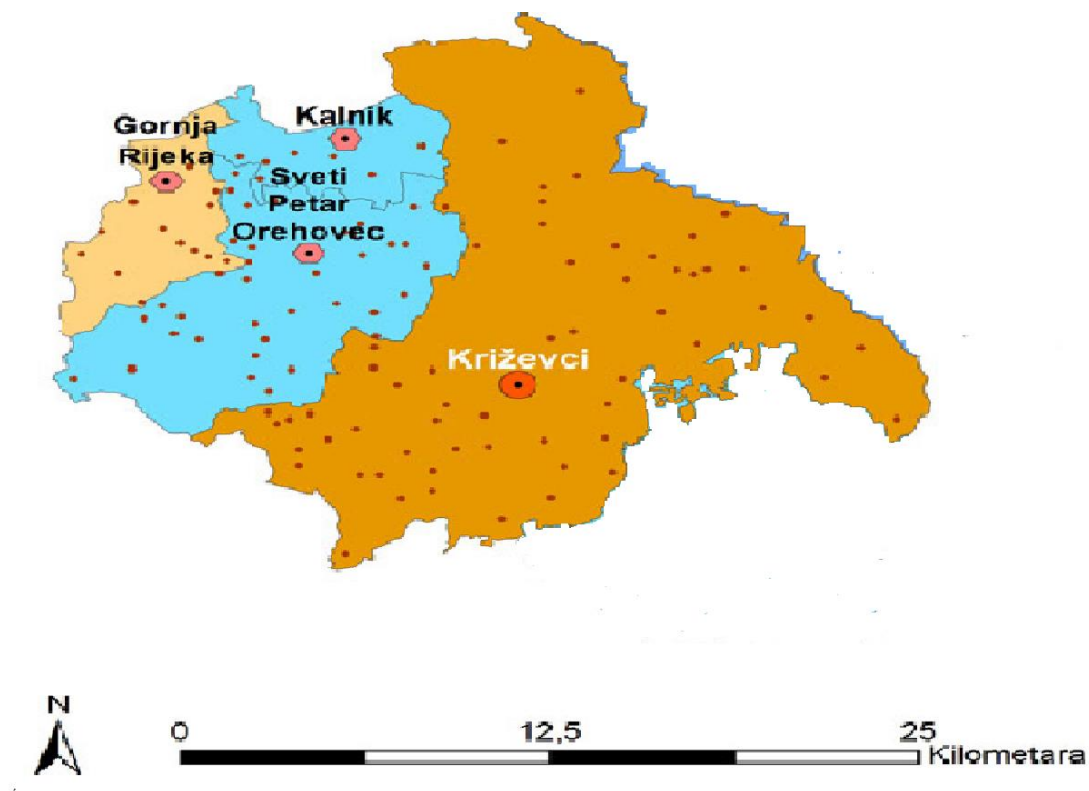 Kalnik
Gornja
Rijeka
Sveti
Petar
Orehovec
Križevci
N
0
12,5
25
Kilometara